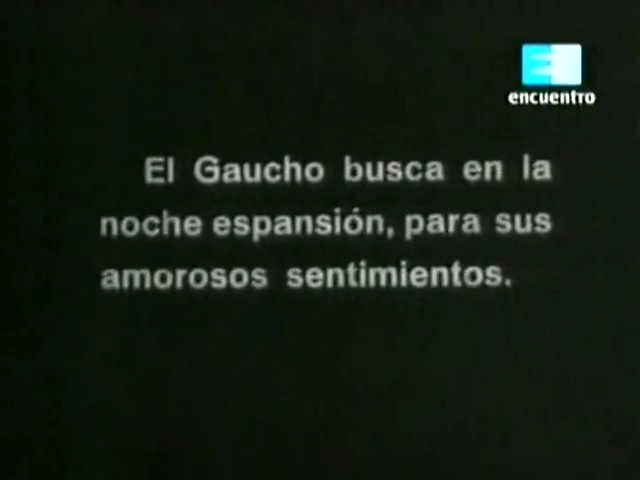 encuentro
El Gaucho busca en la
noche espansión, para sus
amorosos sentimientos.